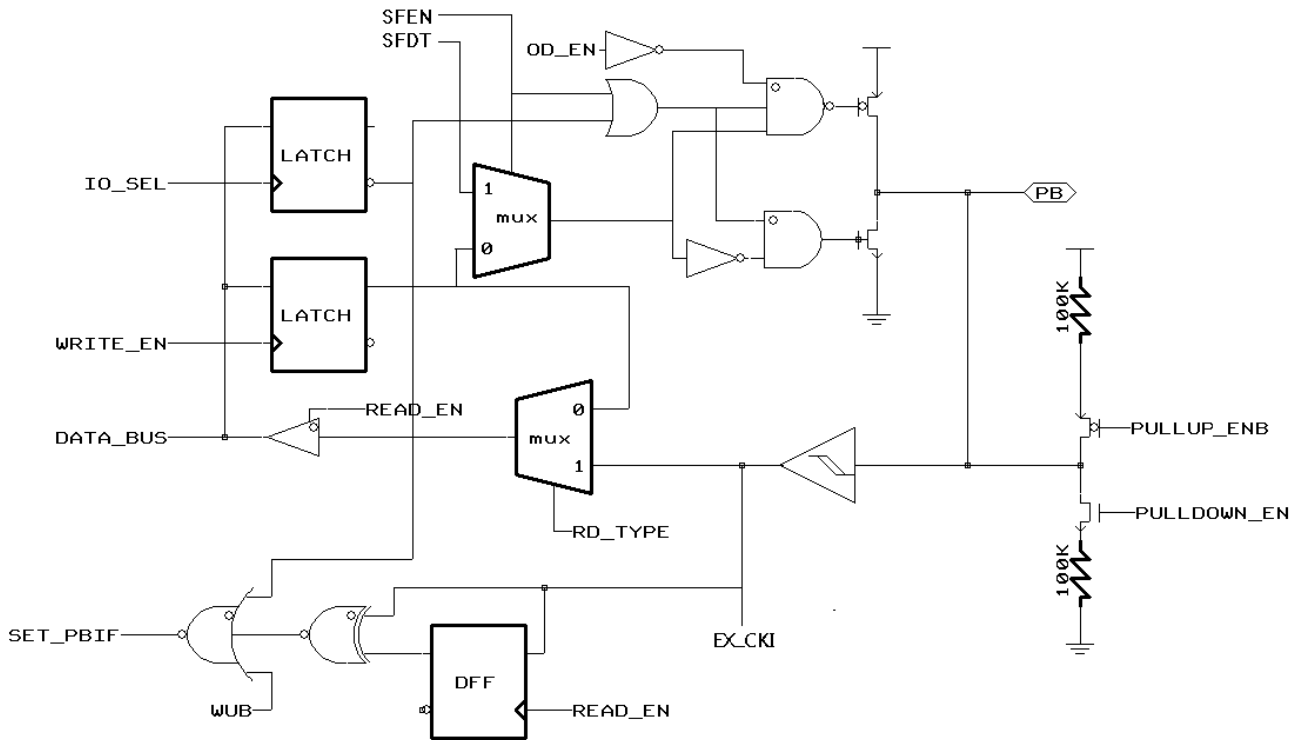 SFEN
SFDT
OD_EN
LATCH
IO_SEL
1
mux
0
PB
LATCH
WRITE_EN
100K
READ_EN
DATA_BUS
0
mux
1
PULLUP_ENB
RD_TYPE
PULLDOWN_EN
100K
SET_PBIF
EX_CKI
DFF
WUB
READ_EN